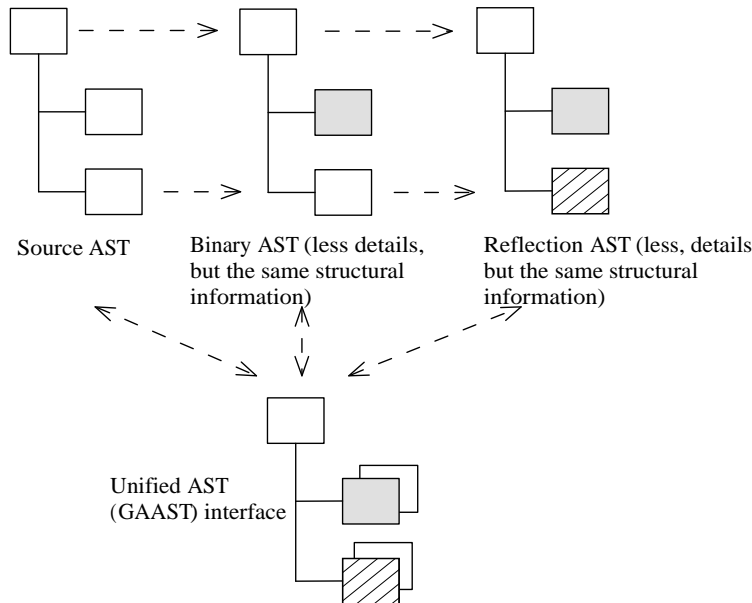 Source AST
Binary AST (less details,
but the same structural
information)
Reflection AST (less, details
but the same structural
information)
Unified AST
(GAAST) interface